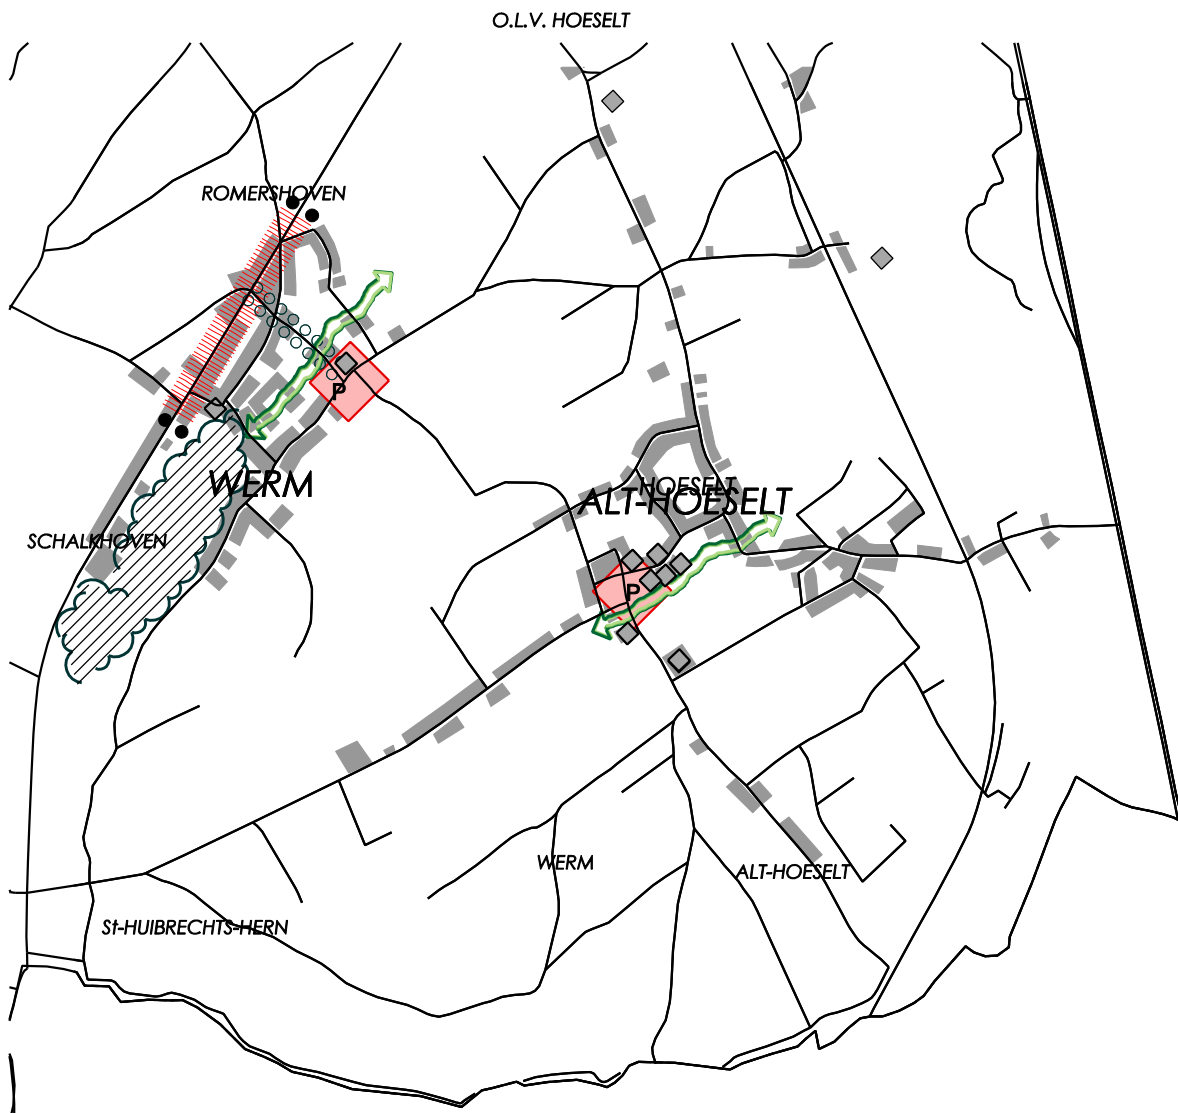 O.L.V. HOESELT
ROMERSHOVEN
P
WERM
HOESELT
ALT-HOESELT
SCHALKHOVEN
P
WERM
ALT-HOESELT
St-HUIBRECHTS-HERN